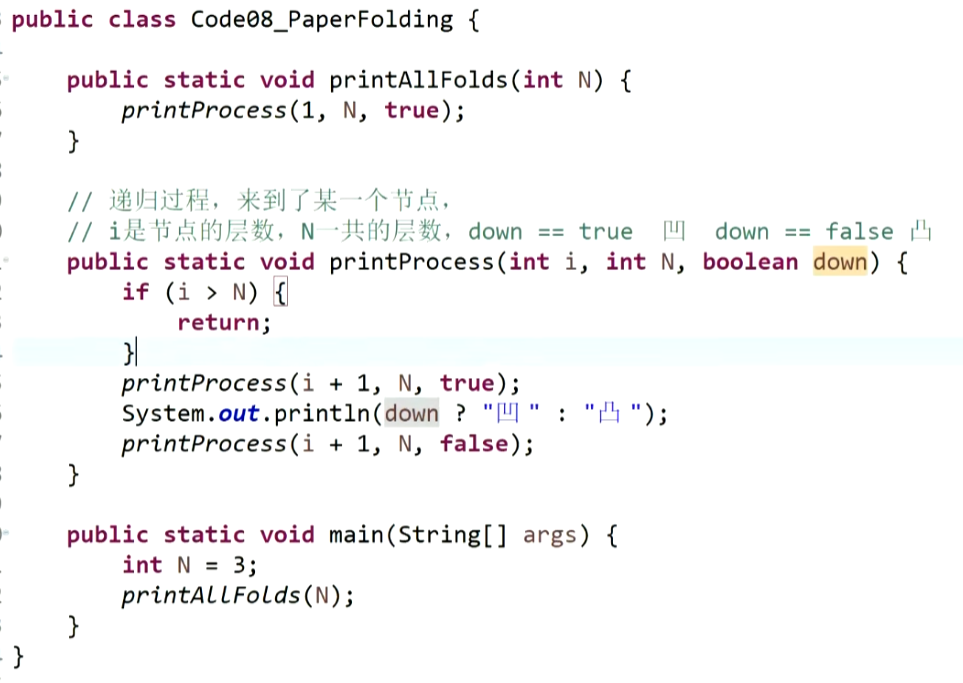 public class Code08_PaperFolding {
public static void printAllFolds(int N) {
printProcess(1, N, true);
}
// 递归过程，来到了某一个节点，
// i是节点的层数，N一共的层数，down == true 凹 down == false 凸
public static void printProcess(int i, int N, boolean down) {
if (i > N) {
return;
}
printProcess(i + 1, N, true);
System.out.println(down ? "凹 " : "凸 ");
printProcess(i + 1, N, false);
}
public static void main(String[] args) {
int N = 3;
printAllFolds(N);
}
}